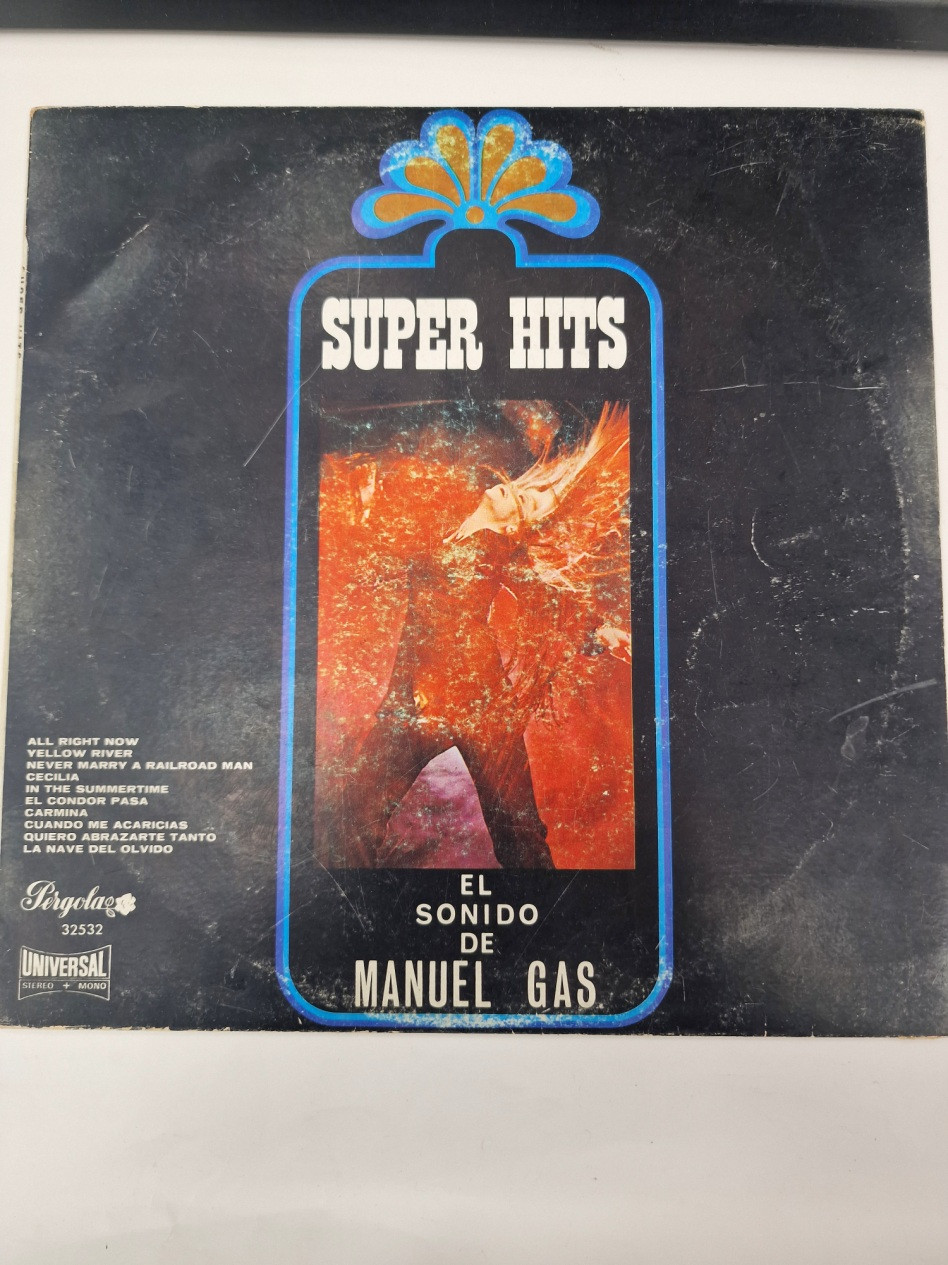 SUPER HITS
SUPER HITS
ALL RIGHT NOW
YELLOW RIVER
NEVER MARRY A RAILROAD MAN
CECILIA
IN THE SUMMERTIME
EL CONDOR PASA
CARMINA
CUANDO ME ACARICIAS
QUIERO ABRAZARTE TANTO
LA NAVE DEL OLVIDO
Pergola
32532
UNIVERSAL
STEREO + MONO
EL
SONIDO
DE
MANUEL GAS